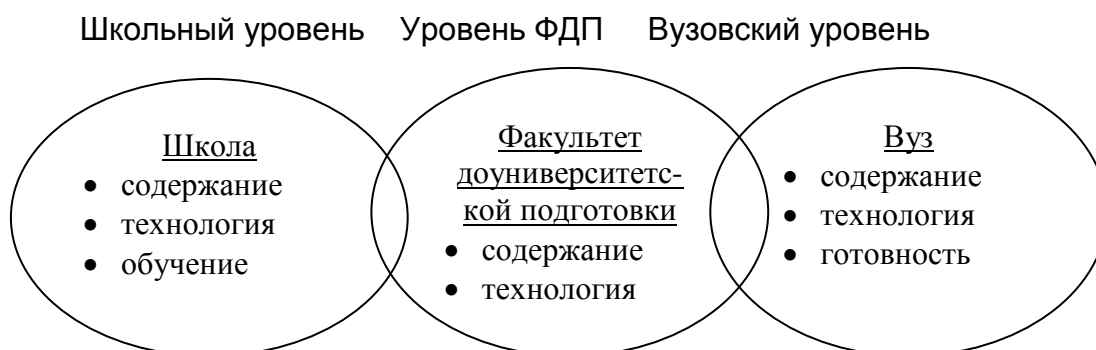 Школьный уровень Уровень ФДП Вузовский уровень
Школа
• содержание
• технология
• обучение
Факультет
доуниверситетс-
кой подготовки
• содержание
• технология
Вуз
• содержание
• технология
• готовность